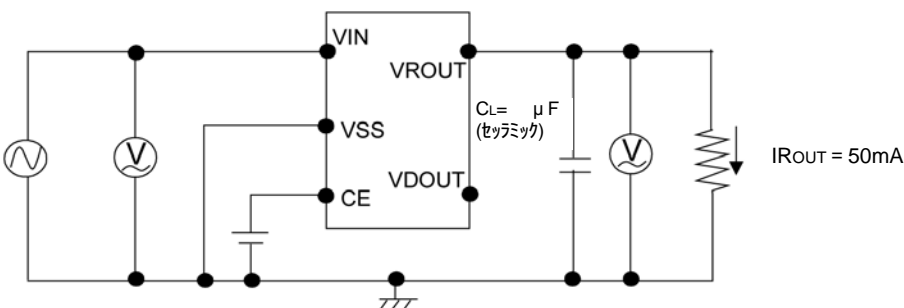 VIN
VROUT
CL= μF
(セラミック)
VSS
V
V
IROUT = 50mA
VDOUT
CE